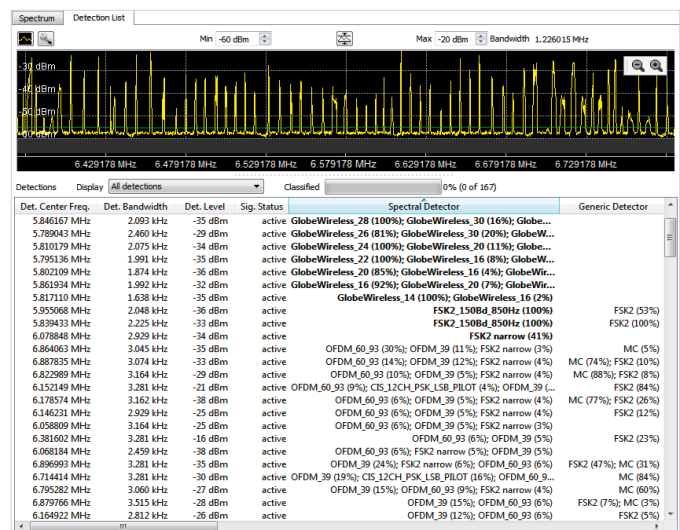 Spectrum Detection List
Min -60 dBm Max -20 dBm Bandwidth 1.226015 MHz
-30 dBm
-40 dBm
-50 dBm
6.429178 MHz 6.479178 MHz 6.529178 MHz 6.579178 MHz 6.629178 MHz 6.679178 MHz 6.729178 MHz
Detections Display All detections Classified 0% (0 of 167)
Det. Center Freq. Det. Bandwidth Det. Level Sig. Status Spectral Detector Generic Detector
5.846167 MHz 2.093 kHz -35 dBm active GlobeWireless_28 (100%); GlobeWireless_30 (16%); Globe...
5.789043 MHz 2.460 kHz -29 dBm active GlobeWireless_26 (81%); GlobeWireless_30 (20%); GlobeW...
5.810179 MHz 2.075 kHz -34 dBm active GlobeWireless_24 (100%); GlobeWireless_20 (11%); Globe...
5.795136 MHz 1.991 kHz -35 dBm active GlobeWireless_22 (100%); GlobeWireless_16 (8%); GlobeW...
5.802109 MHz 1.874 kHz -36 dBm active GlobeWireless_20 (85%); GlobeWireless_16 (4%); GlobeWir...
5.861934 MHz 1.992 kHz -32 dBm active GlobeWireless_16 (92%); GlobeWireless_20 (7%); GlobeWir...
5.817110 MHz 1.638 kHz -35 dBm active GlobeWireless_14 (100%); GlobeWireless_16 (2%)
5.955068 MHz 2.048 kHz -36 dBm active FSK2_150Bd_850Hz (100%) FSK2 (53%)
5.839433 MHz 2.225 kHz -33 dBm active FSK2_150Bd_850Hz (100%) FSK2 (100%)
6.078848 MHz 2.929 kHz -34 dBm active FSK2 narrow (41%)
6.864063 MHz 3.045 kHz -35 dBm active OFDM_60_93 (30%); OFDM_39 (11%); FSK2 narrow (3%) MC (5%)
6.887835 MHz 3.074 kHz -33 dBm active OFDM_60_93 (14%); OFDM_39 (12%); FSK2 narrow (4%) MC (74%); FSK2 (10%)
6.822989 MHz 3.164 kHz -29 dBm active OFDM_60_93 (10%); OFDM_39 (5%); FSK2 narrow (4%) MC (88%); FSK2 (8%)
6.152149 MHz 3.281 kHz -21 dBm active OFDM_60_93 (9%); CIS_12CH_PSK_LSB_PILOT (4%); OFDM_39 (... FSK2 (84%)
6.178574 MHz 3.162 kHz -38 dBm active OFDM_60_93 (6%); OFDM_39 (5%); FSK2 narrow (4%) MC (77%); FSK2 (26%)
6.146231 MHz 2.929 kHz -25 dBm active OFDM_60_93 (6%); OFDM_39 (5%); FSK2 narrow (4%) FSK2 (12%)
6.058809 MHz 3.164 kHz -25 dBm active OFDM_60_93 (6%); OFDM_39 (5%); FSK2 narrow (3%)
6.381602 MHz 3.281 kHz -16 dBm active OFDM_60_93 (6%); OFDM_39 (5%) FSK2 (23%)
6.068184 MHz 2.459 kHz -38 dBm active OFDM_60_93 (6%); FSK2 narrow (5%); OFDM_39 (5%)
6.896993 MHz 3.281 kHz -35 dBm active OFDM_39 (24%); FSK2 narrow (6%); OFDM_60_93 (6%) FSK2 (47%); MC (31%)
6.714414 MHz 3.281 kHz -30 dBm active OFDM_39 (19%); CIS_12CH_PSK_LSB_PILOT (16%); OFDM_60_9... MC (84%)
6.795282 MHz 3.060 kHz -27 dBm active OFDM_39 (15%); OFDM_60_93 (9%); FSK2 narrow (4%) MC (60%)
6.879766 MHz 3.515 kHz -28 dBm active OFDM_39 (15%); OFDM_60_93 (6%) FSK2 (7%); MC (3%)
6.164922 MHz 2.812 kHz -26 dBm active OFDM_39 (12%); OFDM_60_93 (6%) FSK2 (5%)